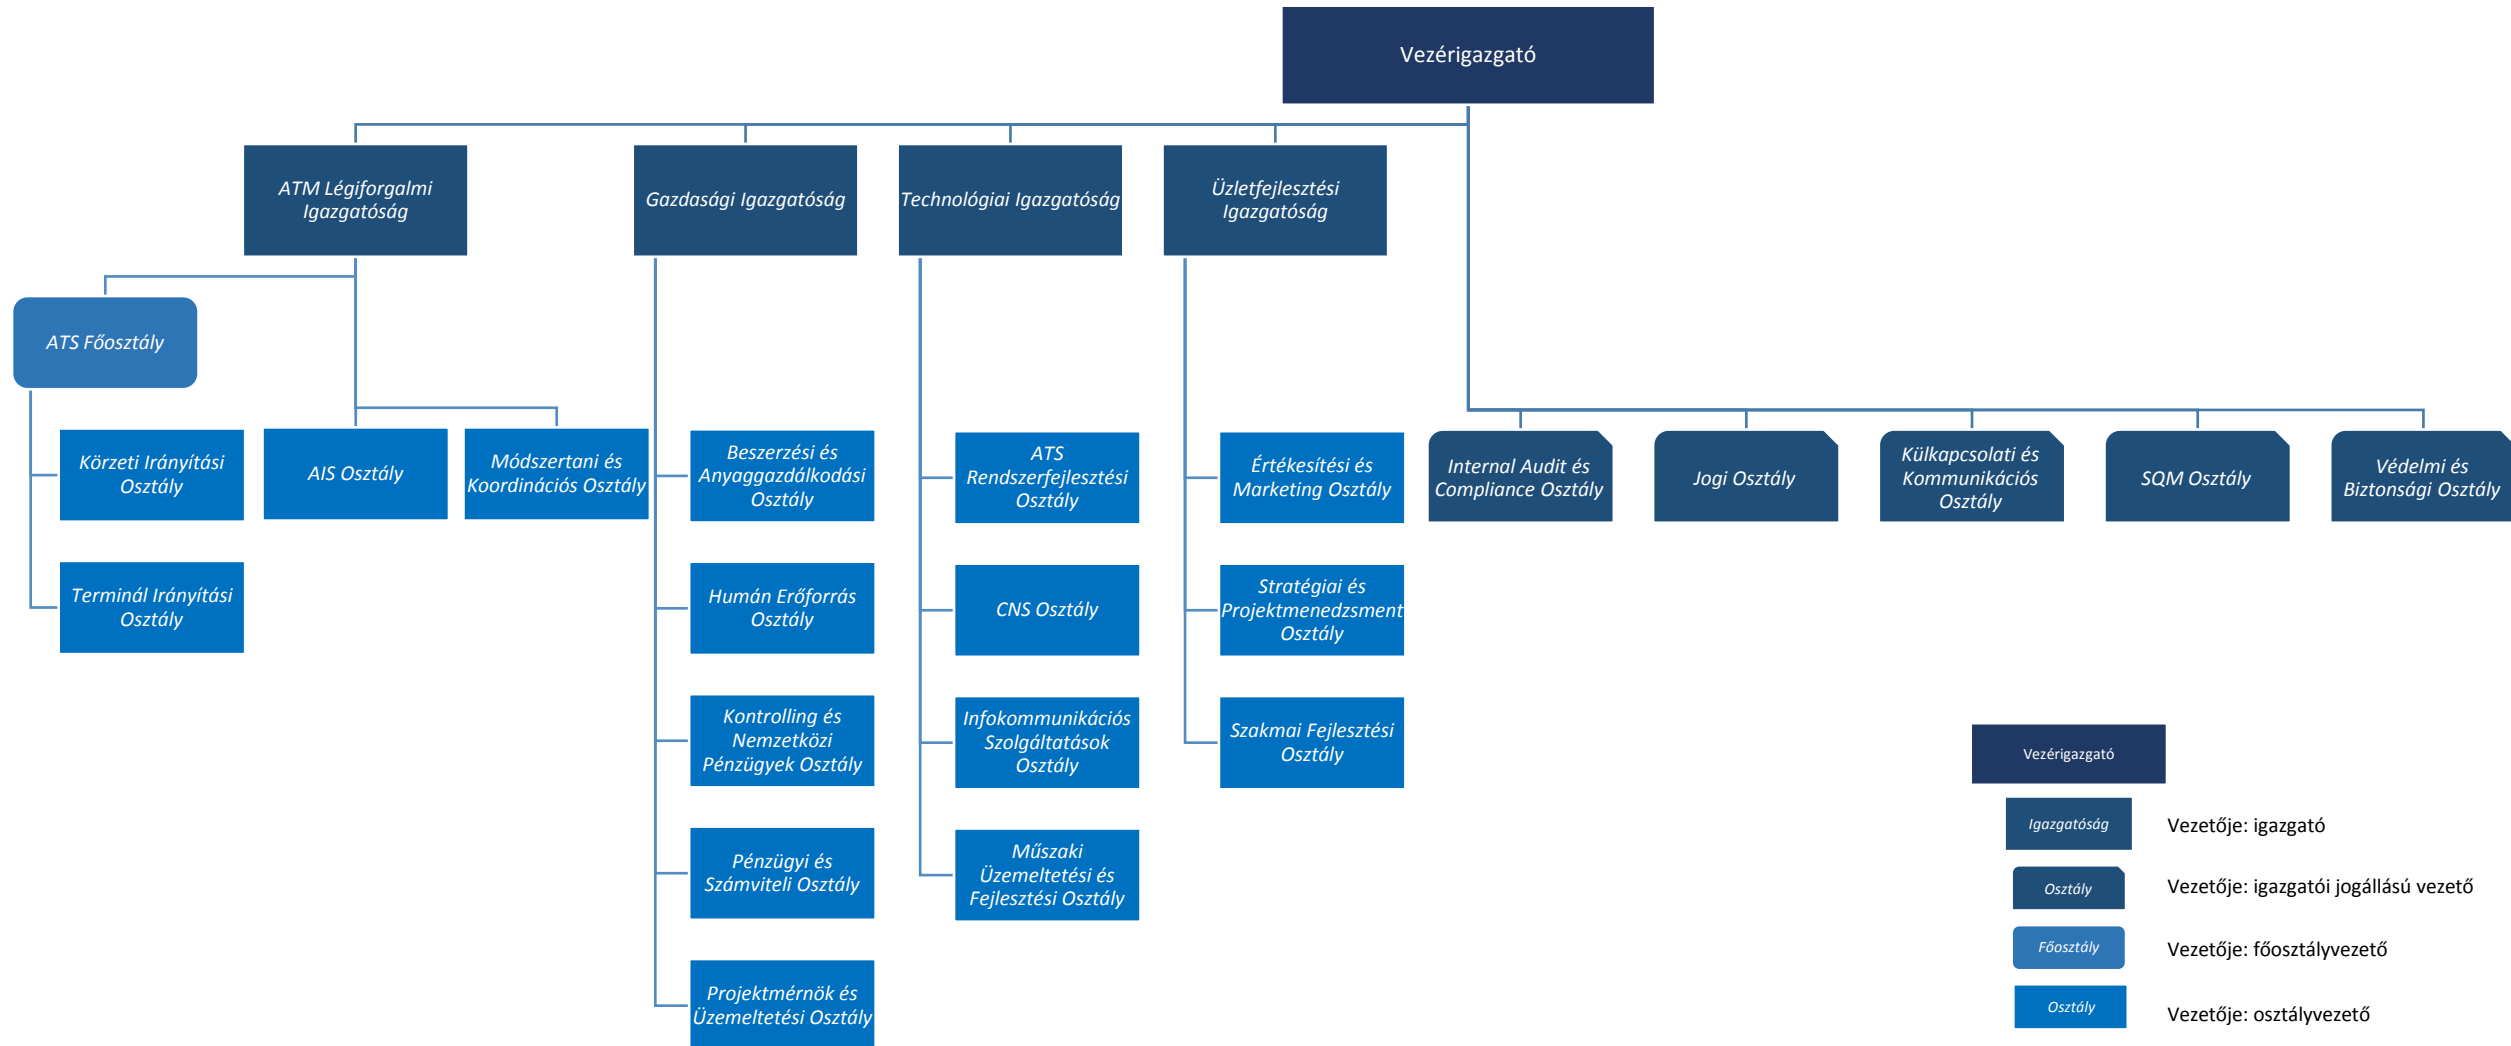 Vezérigazgató
ATM Légiforgalmi
Igazgatóság
Gazdasági Igazgatóság
Technológiai Igazgatóság
Üzletfejlesztési
Igazgatóság
ATS Főosztály
Körzeti Irányítási
Osztály
AIS Osztály
Módszertani és
Koordinációs Osztály
Beszerzési és
Anyaggazdálkodási
Osztály
ATS
Rendszerfejlesztési
Osztály
Értékesítési és
Marketing Osztály
Internal Audit és
Compliance Osztály
Jogi Osztály
Külkapcsolati és
Kommunikációs
Osztály
SQM Osztály
Védelmi és
Biztonsági Osztály
Terminál Irányítási
Osztály
Humán Erőforrás
Osztály
CNS Osztály
Stratégiai és
Projektmenedzsment
Osztály
Kontrolling és
Nemzetközi
Pénzügyek Osztály
Infokommunikációs
Szolgáltatások
Osztály
Szakmai Fejlesztési
Osztály
Pénzügyi és
Számviteli Osztály
Műszaki
Üzemeltetési és
Fejlesztési Osztály
Projektmérnök és
Üzemeltetési Osztály
Vezérigazgató
Igazgatóság
Vezetője: igazgató
Osztály
Vezetője: igazgatói jogállású vezető
Főosztály
Vezetője: főosztályvezető
Osztály
Vezetője: osztályvezető